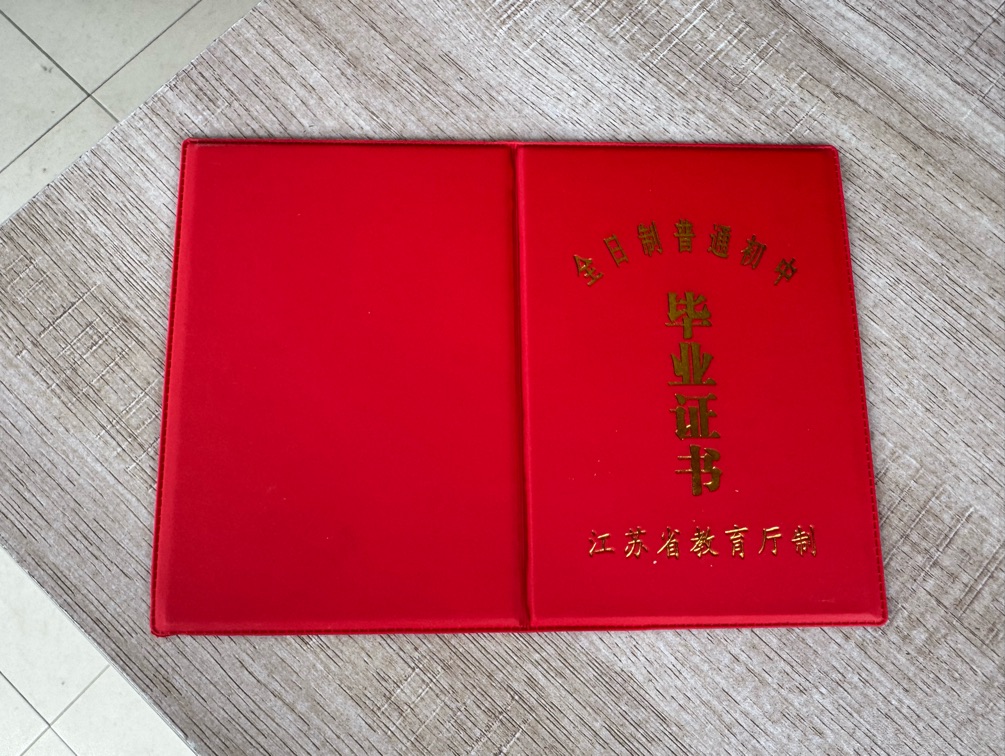 全日制普通初中
毕业证书
江苏省教育厅制